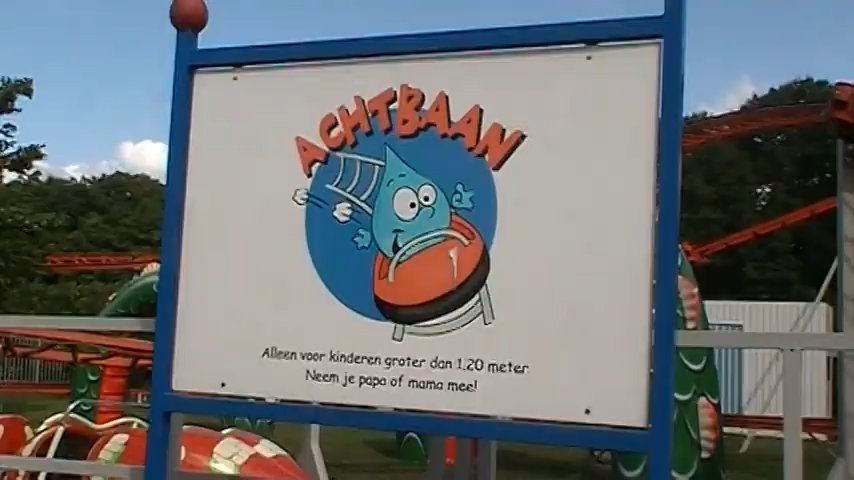 ACHTBAAN
Alleen voor kinderen groter dan 1,20 meter
Neem je papa of mama mee!